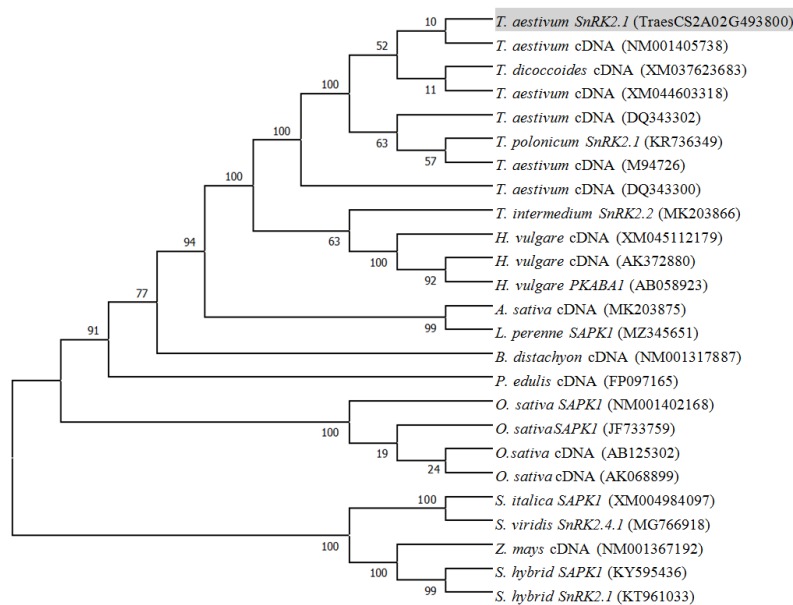 10
T. aestivum SnRK2.1 (TraesCS2A02G493800)
52
T. aestivum cDNA (NM001405738)
T. dicoccoides cDNA (XM037623683)
100
11
T. aestivum cDNA (XM044603318)
T. aestivum cDNA (DQ343302)
100
63
T. polonicum SnRK2.1 (KR736349)
57
T. aestivum cDNA (M94726)
100
T. aestivum cDNA (DQ343300)
T. intermedium SnRK2.2 (MK203866)
94
63
H. vulgare cDNA (XM045112179)
100
H. vulgare cDNA (AK372880)
92
77
H. vulgare PKABA1 (AB058923)
A. sativa cDNA (MK203875)
91
99
L. perenne SAPK1 (MZ345651)
B. distachyon cDNA (NM001317887)
P. edulis cDNA (FP097165)
O. sativa SAPK1 (NM001402168)
100
O. sativaSAPK1 (JF733759)
19
O.sativa cDNA (AB125302)
24
O. sativa cDNA (AK068899)
100
S. italica SAPK1 (XM004984097)
S. viridis SnRK2.4.1 (MG766918)
100
Z. mays cDNA (NM001367192)
100
S. hybrid SAPK1 (KY595436)
99
S. hybrid SnRK2.1 (KT961033)